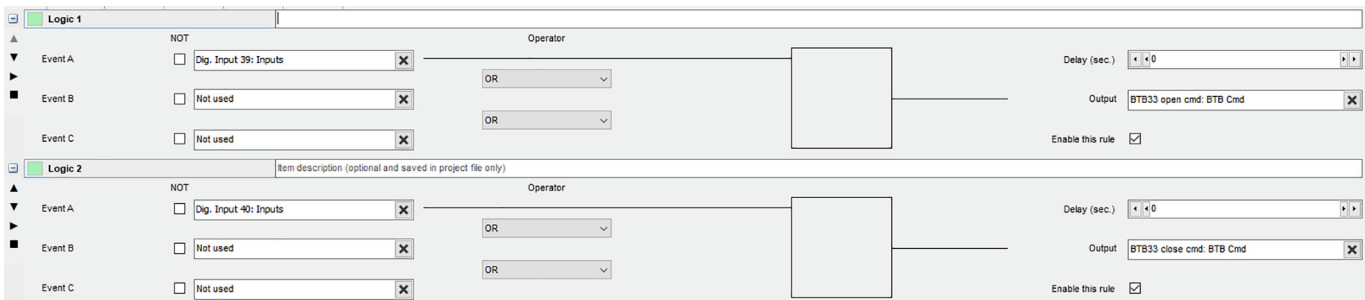 Logic 1
NOT Operator
Event A Dig. Input 39: Inputs Delay (sec.) 0
OR
Event B Not used Output BTB33 open cmd: BTB Cmd
OR
Event C Not used Enable this rule
Logic 2 Item description (optional and saved in project file only)
NOT Operator
Event A Dig. Input 40: Inputs Delay (sec.) 0
OR
Event B Not used Output BTB33 close cmd: BTB Cmd
OR
Event C Not used Enable this rule